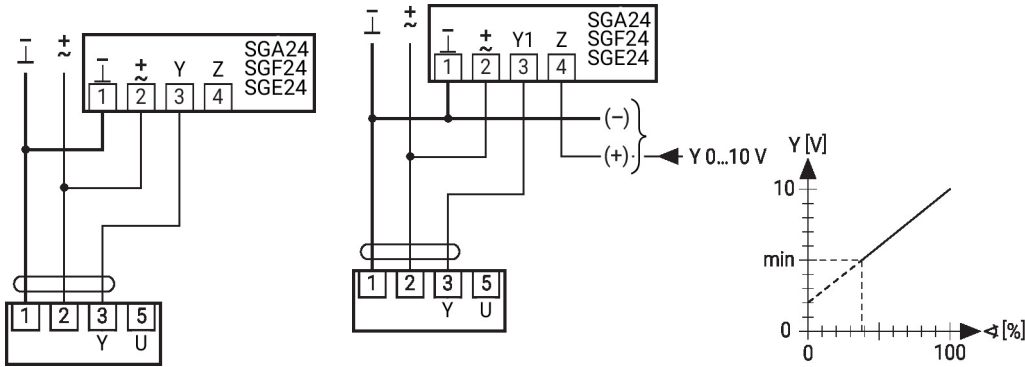 − +
⊥ ~
SGA24
SGF24
SGE24
− +
⊥ ~ Y Z
1 2 3 4
1 2 3 5
Y U
− +
⊥ ~
SGA24
SGF24
SGE24
− +
⊥ ~ Y1 Z
1 2 3 4
(−)
(+) Y 0...10 V
1 2 3 5
Y U
Y [V]
10
min
0
0 100
∢ [%]